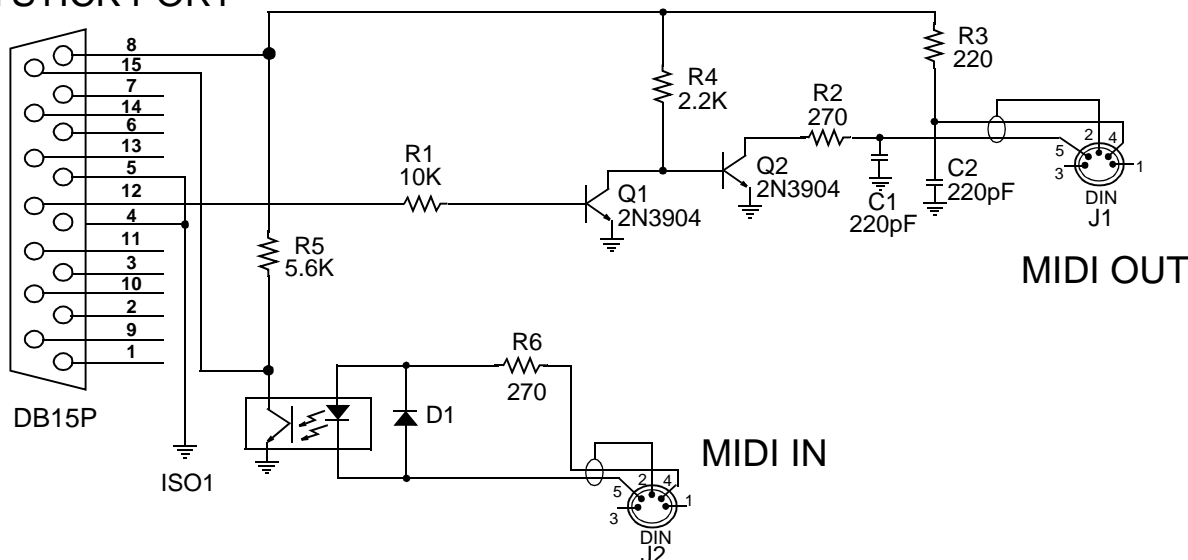 8
15
7
14
6
13
5
12
4
11
3
10
2
9
1
DB15P
ISO1
R1
10K
R5
5.6K
Q1
2N3904
R4
2.2K
Q2
2N3904
R2
270
C1
220pF
R3
220
C2
220pF
2
4
5
3
1
DIN
J1
MIDI OUT
R6
270
D1
MIDI IN
2
4
5
3
1
DIN
J2